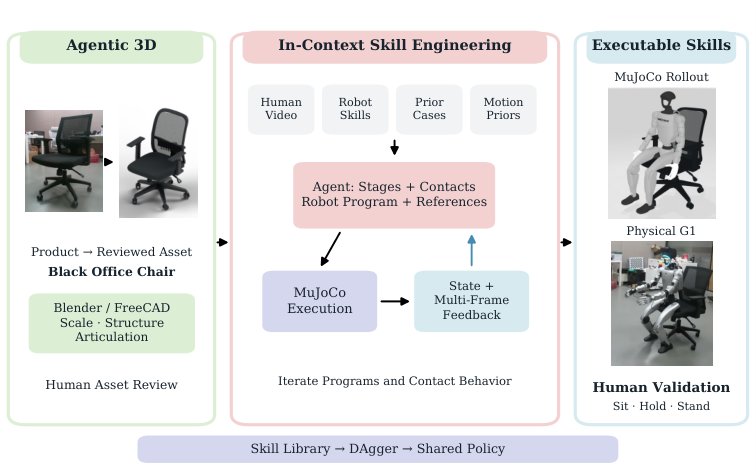 Agentic 3D
Product → Reviewed Asset
Black Office Chair
Blender / FreeCAD
Scale · Structure
Articulation
Human Asset Review
In-Context Skill Engineering
Human
Video
Robot
Skills
Prior
Cases
Motion
Priors
Agent: Stages + Contacts
Robot Program + References
MuJoCo
Execution
State +
Multi-Frame
Feedback
Iterate Programs and Contact Behavior
Executable Skills
MuJoCo Rollout
Physical G1
Human Validation
Sit · Hold · Stand
Skill Library → DAgger → Shared Policy